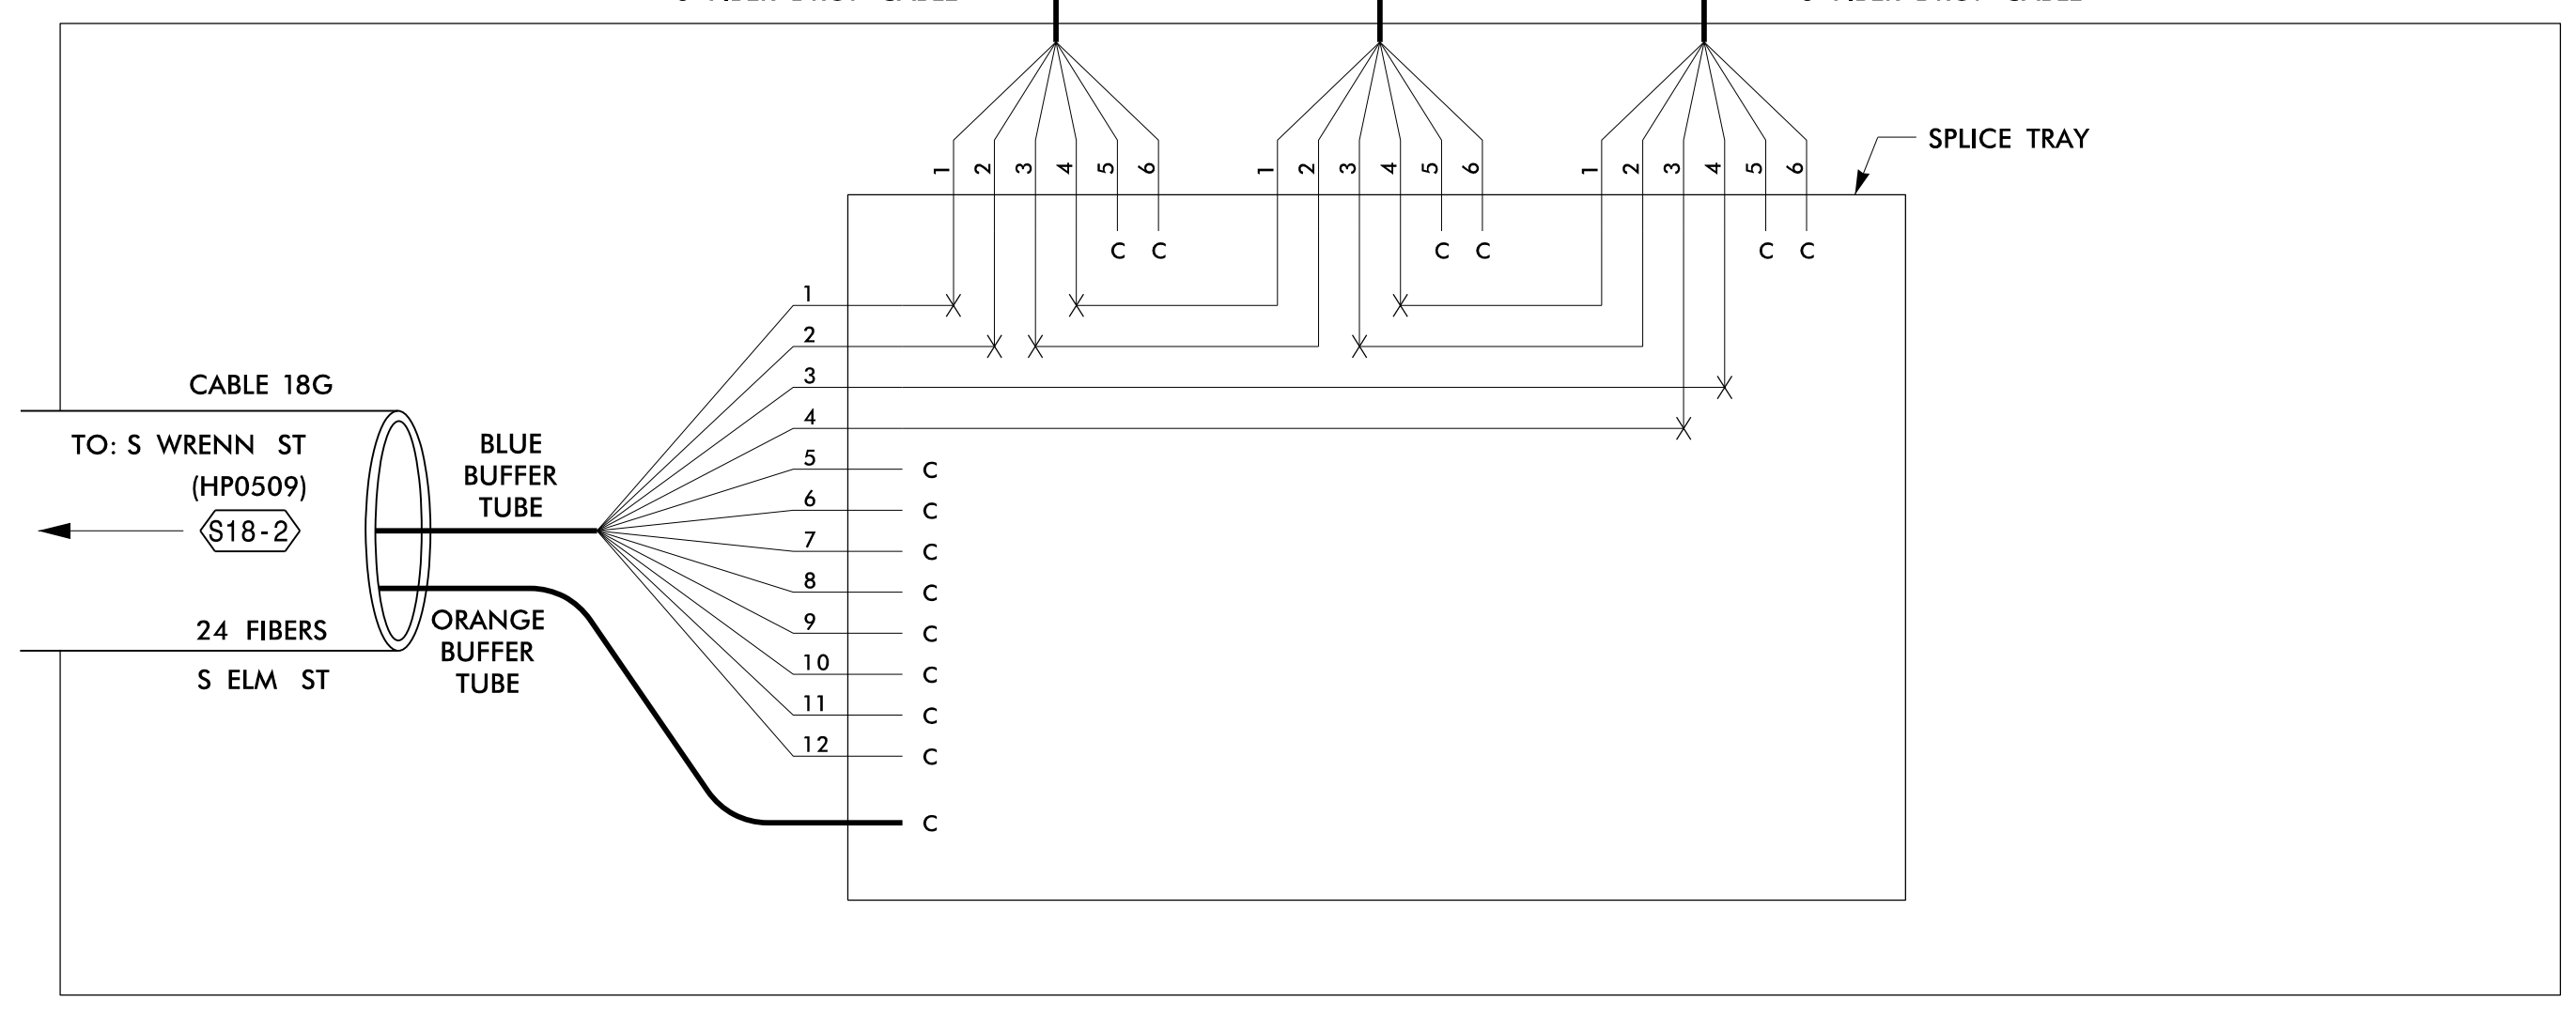 1 2 3 4 5 6 1 2 3 4 5 6 1 2 3 4 5 6
SPLICE TRAY
C C C C C C
1
2
3
4
5 C
6 C
7 C
8 C
9 C
10 C
11 C
12 C
C
CABLE 18G
TO: S WRENN ST
(HP0509)
S18-2
24 FIBERS
S ELM ST
BLUE
BUFFER
TUBE
ORANGE
BUFFER
TUBE